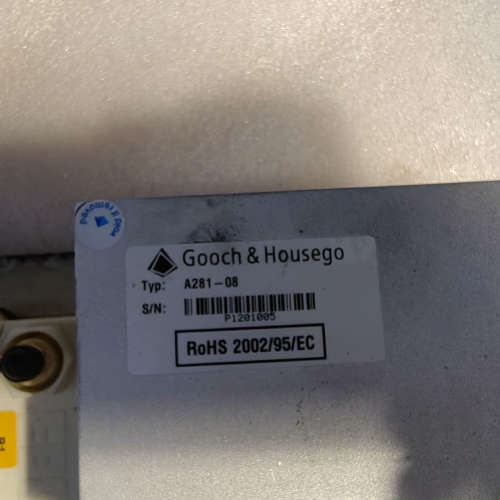 Gooch & Housego
Typ: A281-08
S/N:
P1201005
RoHS 2002/95/EC